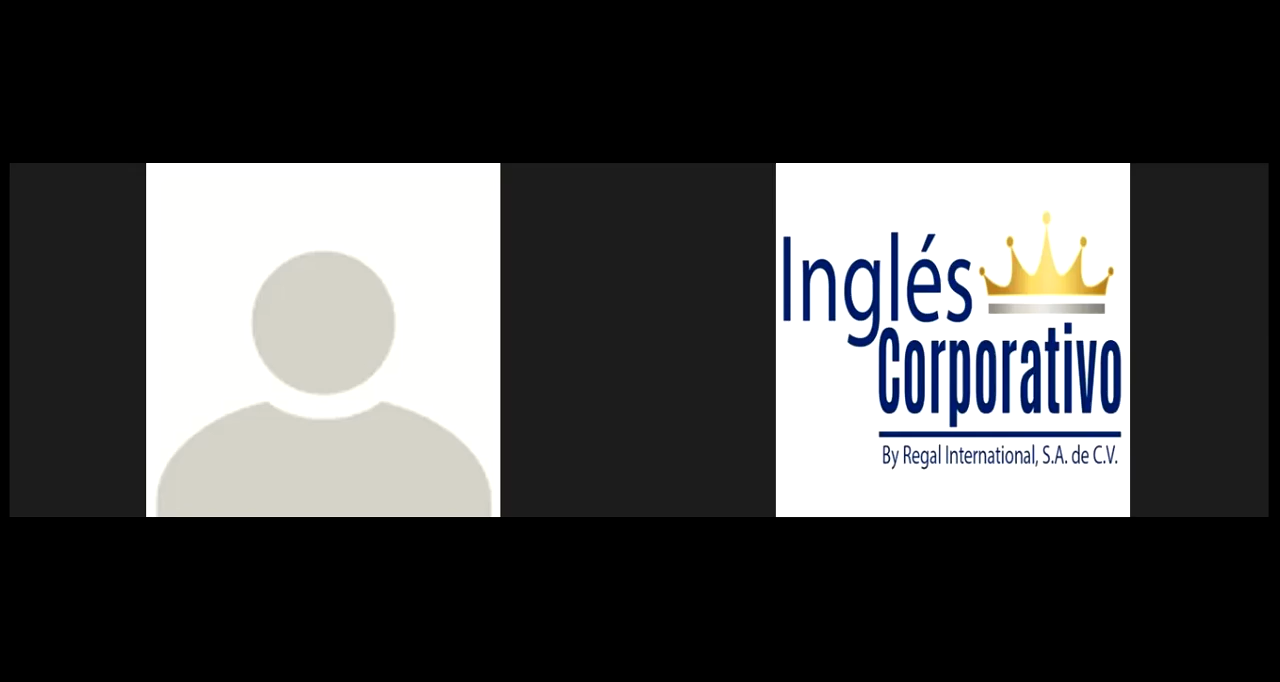 Inglés
Corporativo
By Regal International, S.A. de C.V.